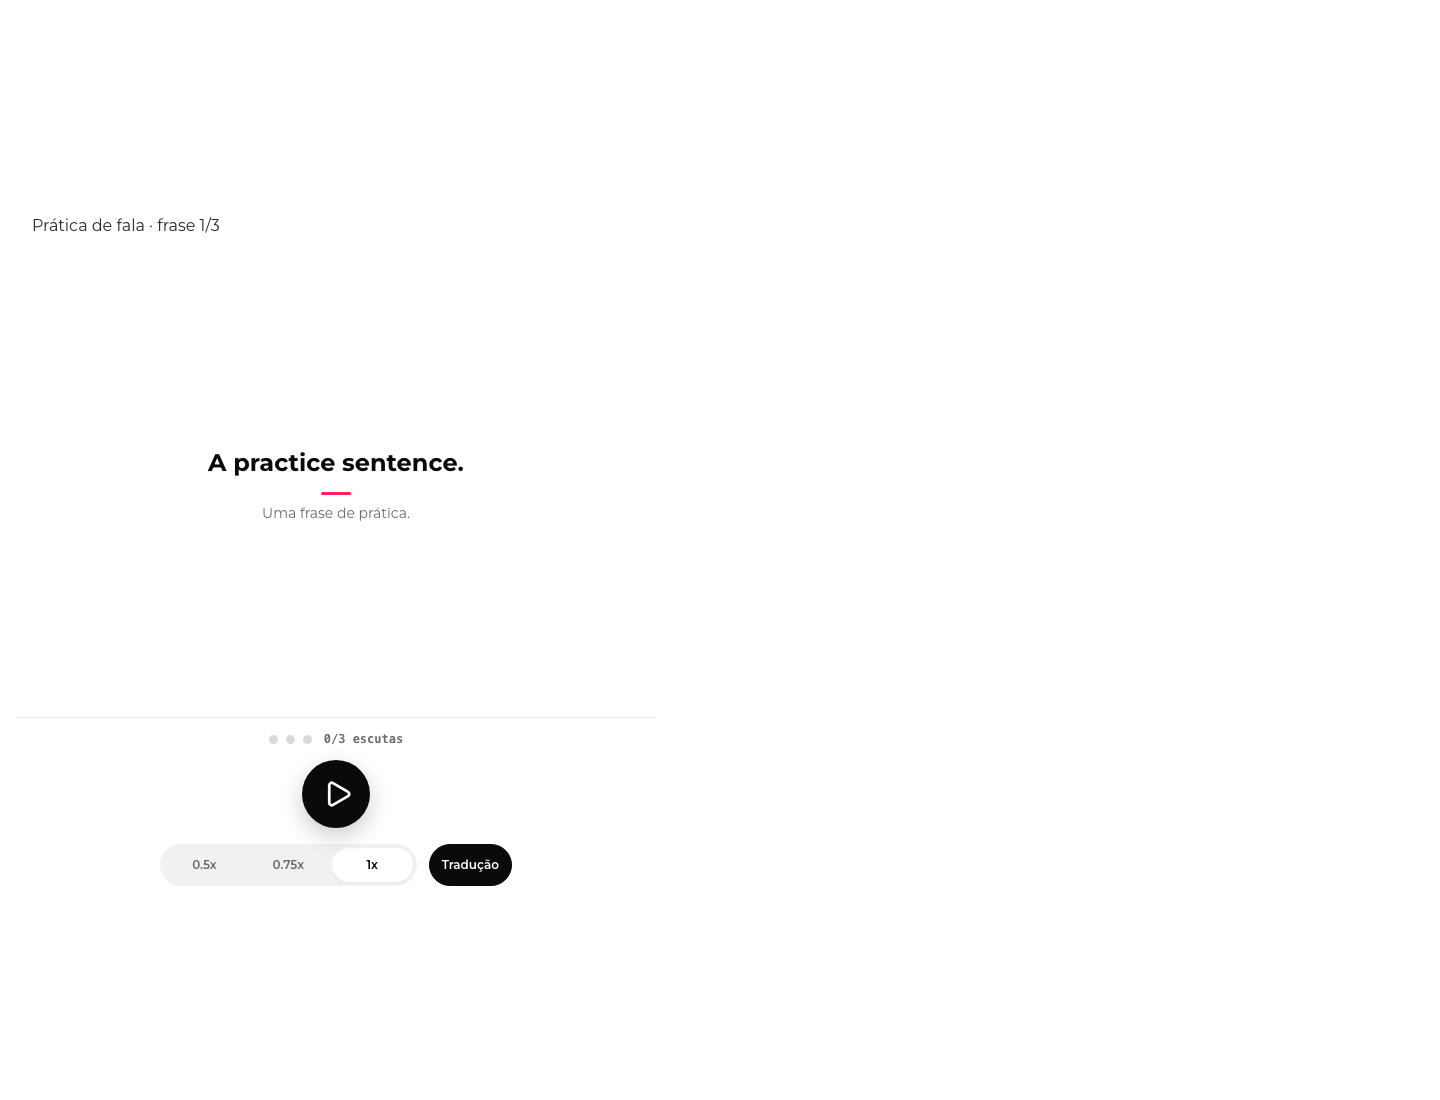 Prática de fala · frase 1/3
A practice sentence.
Uma frase de prática.
0/3 escutas
0.5x 0.75x 1x Tradução